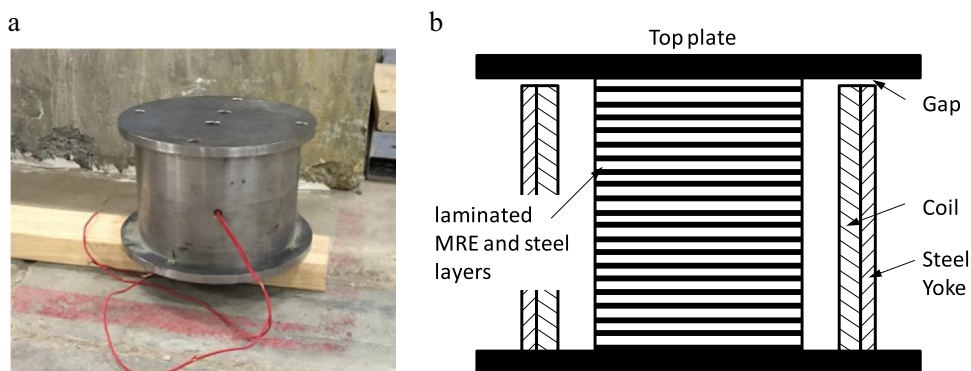 a
b
Top plate
Gap
laminated
MRE and steel
layers
Coil
Steel
Yoke